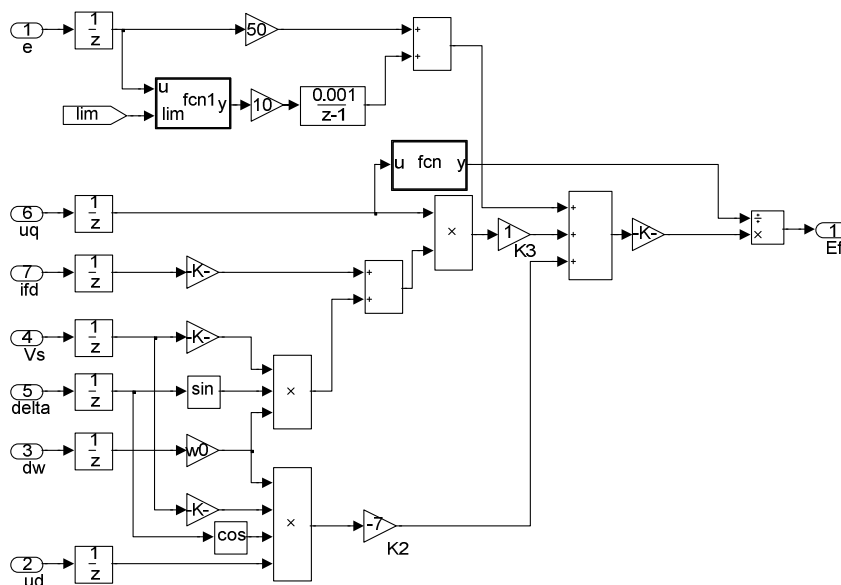 1
e
1
z
50
+
+
u
lim
fcn1
y
lim
10
0.001
z-1
u
fcn
y
6
uq
1
z
×
1
K3
+
+
+
-K-
÷
×
1
Ef
7
ifd
1
z
-K-
+
+
4
Vs
1
z
-K-
5
delta
1
z
sin
×
3
dw
1
z
w0
-K-
cos
×
-7
K2
2
ud
1
z